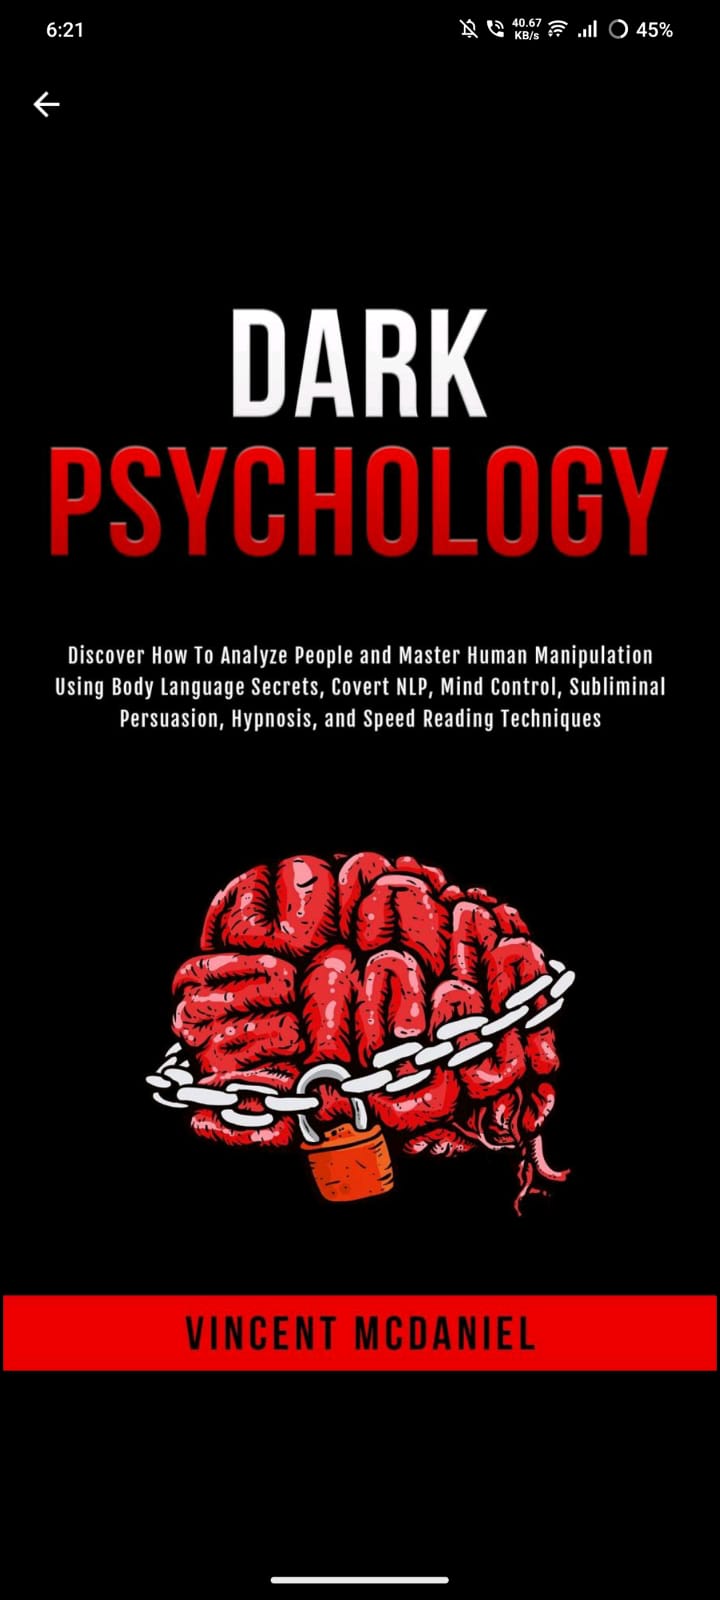 6:21
40.67
KB/s
45%
DARK
PSYCHOLOGY
Discover How To Analyze People and Master Human Manipulation
Using Body Language Secrets, Covert NLP, Mind Control, Subliminal
Persuasion, Hypnosis, and Speed Reading Techniques
VINCENT MCDANIEL